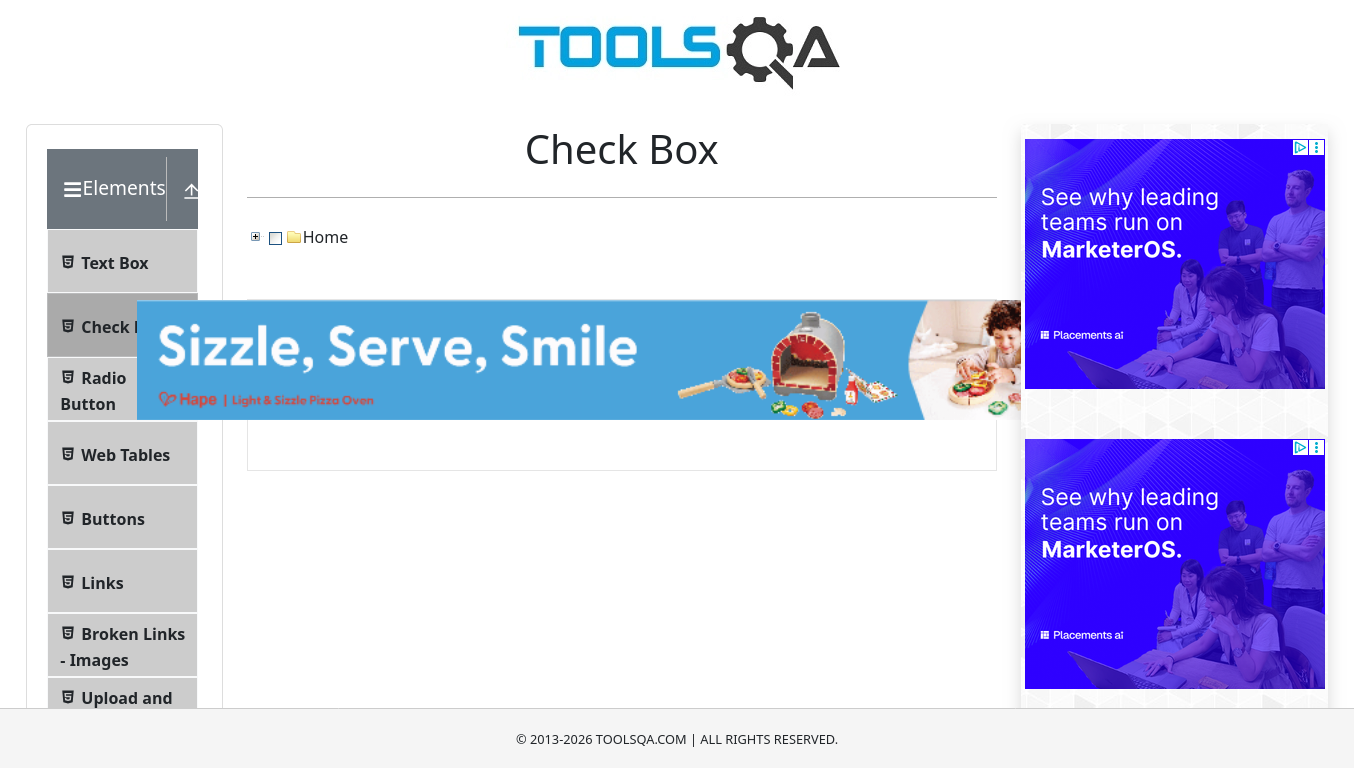 TOOLSQA
Elements
Text Box
Check
Radio
Button
Web Tables
Buttons
Links
Broken Links
- Images
Upload and
Check Box
Home
Sizzle, Serve, Smile
Hape | Light & Sizzle Pizza Oven
See why leading
teams run on
MarketerOS.
Placements ai
See why leading
teams run on
MarketerOS.
Placements ai
© 2013-2026 TOOLSQA.COM | ALL RIGHTS RESERVED.